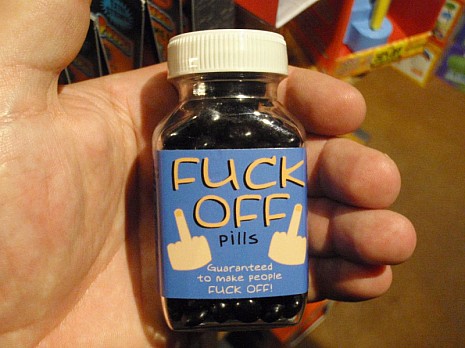 FUCK
OFF
pills
Guaranteed
to make people
FUCK OFF!